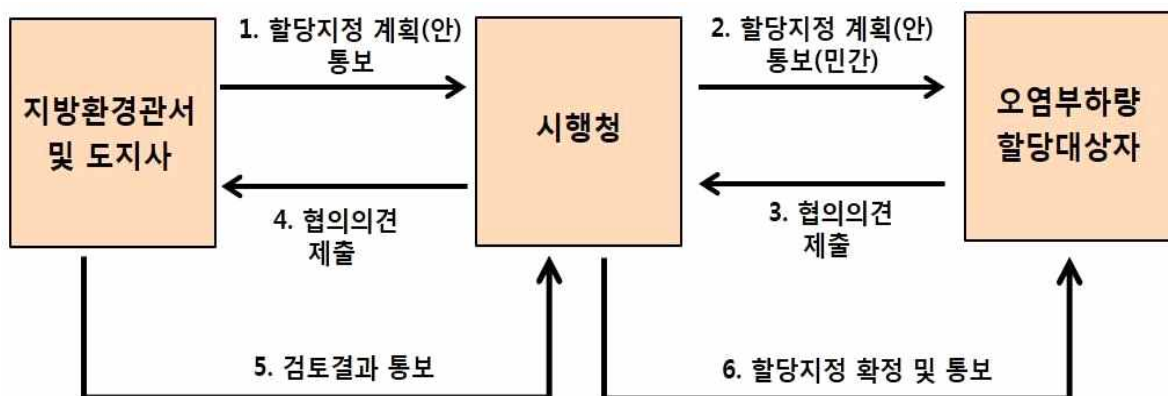 1. 할당지정 계획(안)
통보
2. 할당지정 계획(안)
통보(민간)
지방환경관서
및 도지사
시행청
오염부하량
할당대상자
4. 협의의견
제출
3. 협의의견
제출
5. 검토결과 통보
6. 할당지정 확정 및 통보